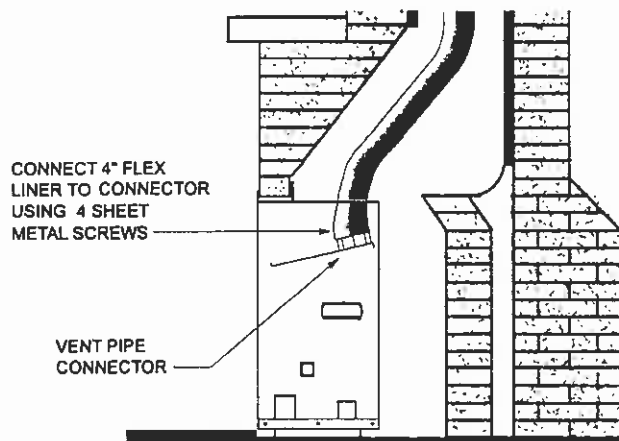 CONNECT 4" FLEX
LINER TO CONNECTOR
USING 4 SHEET
METAL SCREWS
VENT PIPE
CONNECTOR